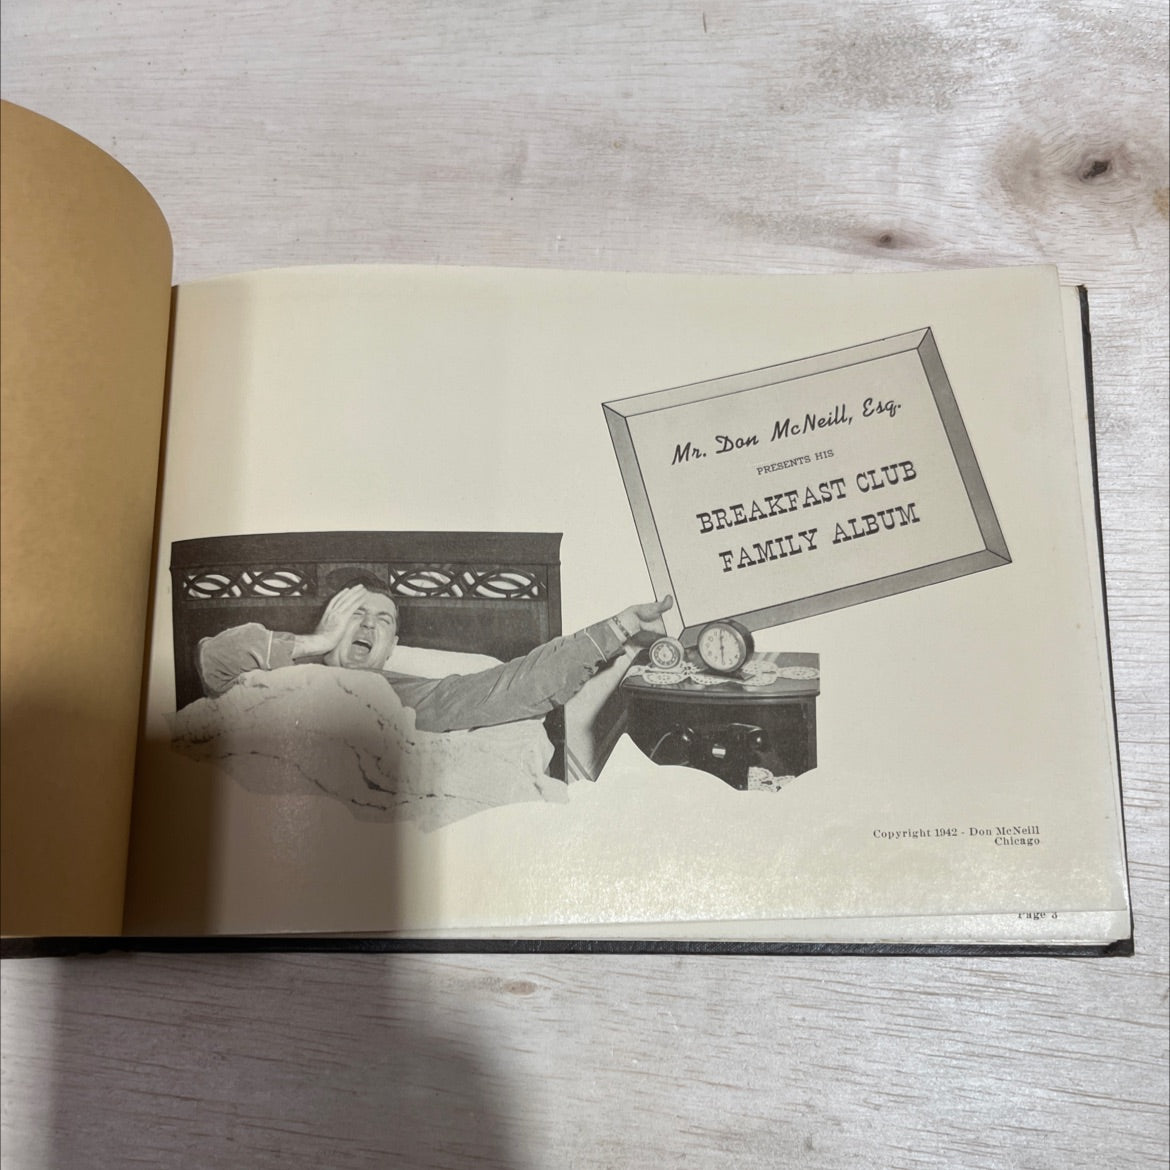 Mr. Don McNeill, Esq.
PRESENTS HIS
BREAKFAST CLUB
FAMILY ALBUM
Copyright 1942 - Don McNeill
Chicago
Page 3